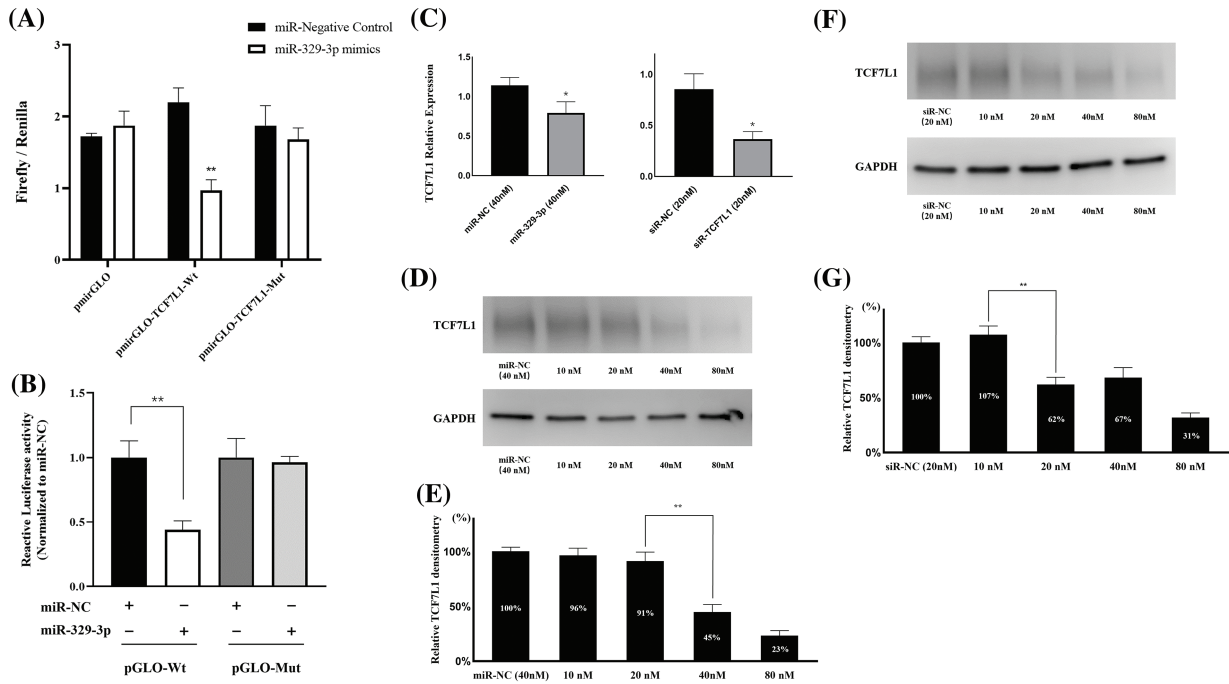 (A)
miR-Negative Control
miR-329-3p mimics
Firefly / Renilla
3
2
1
0
pmirGLO
pmirGLO-TCF7L1-Wt
pmirGLO-TCF7L1-Mut
**
(B)
Reactive Luciferase activity
(Normalized to miR-NC)
1.5
1.0
0.5
0.0
**
miR-NC + – + –
miR-329-3p – + – +
pGLO-Wt pGLO-Mut
(C)
TCF7L1 Relative Expression
1.5
1.0
0.5
0.0
*
miR-NC (40nM)
miR-329-3p (40nM)
1.0
0.5
0.0
*
siR-NC (20nM)
siR-TCF7L1 (20nM)
(D)
TCF7L1
miR-NC
(40 nM)
10 nM 20 nM 40nM 80nM
GAPDH
miR-NC
(40 nM)
10 nM 20 nM 40nM 80nM
(E)
Relative TCF7L1 densitometry
(%)
100%
50%
0%
**
100% 96% 91% 45% 23%
miR-NC (40nM) 10 nM 20 nM 40nM 80 nM
(F)
TCF7L1
siR-NC
(20 nM)
10 nM 20 nM 40nM 80nM
GAPDH
siR-NC
(20 nM)
10 nM 20 nM 40nM 80nM
(G)
Relative TCF7L1 densitometry
(%)
100%
50%
0%
**
100% 107% 62% 67% 31%
siR-NC (20nM) 10 nM 20 nM 40nM 80 nM